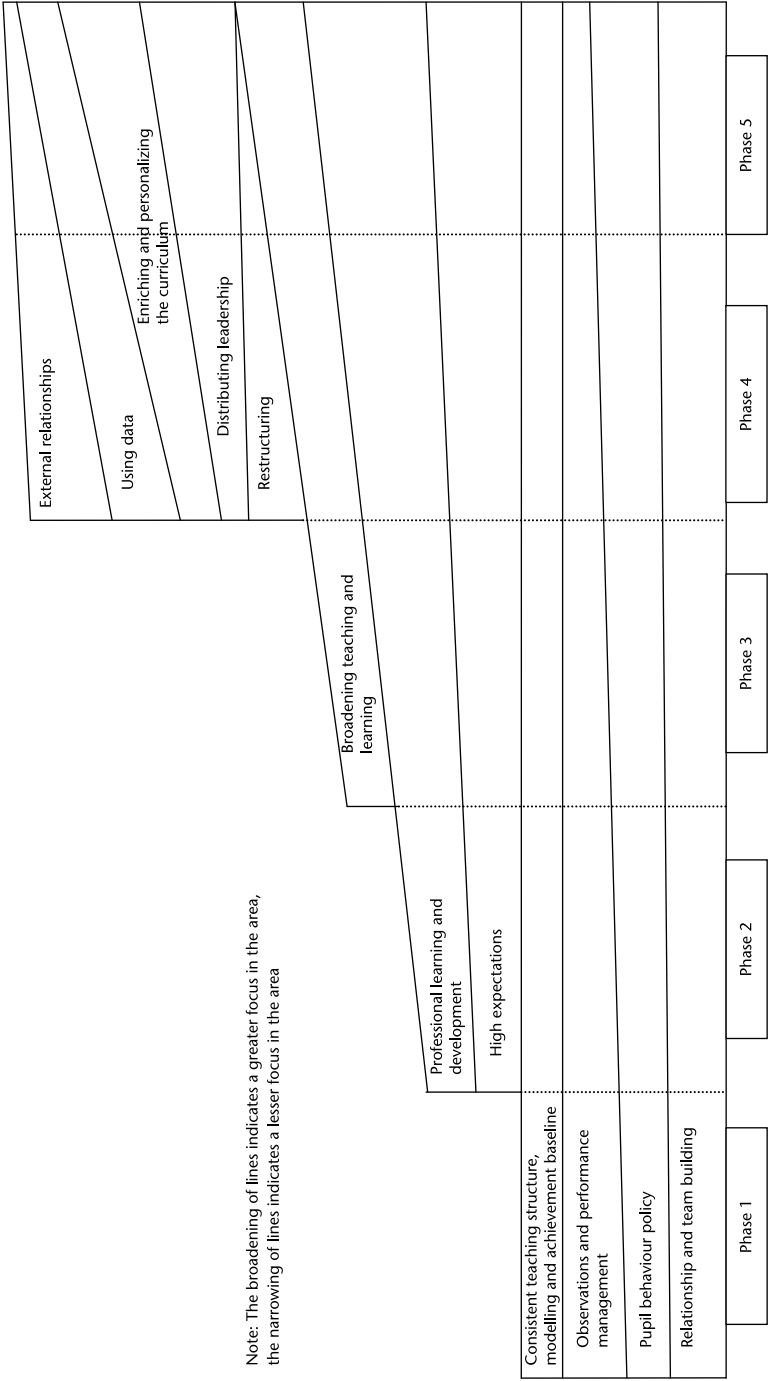 External relationships
Using data
Enriching and personalizing
the curriculum
Distributing leadership
Restructuring
Broadening teaching and
learning
Note: The broadening of lines indicates a greater focus in the area,
the narrowing of lines indicates a lesser focus in the area
Professional learning and
development
High expectations
Consistent teaching structure,
modelling and achievement baseline
Observations and performance
management
Pupil behaviour policy
Relationship and team building
Phase 1
Phase 2
Phase 3
Phase 4
Phase 5